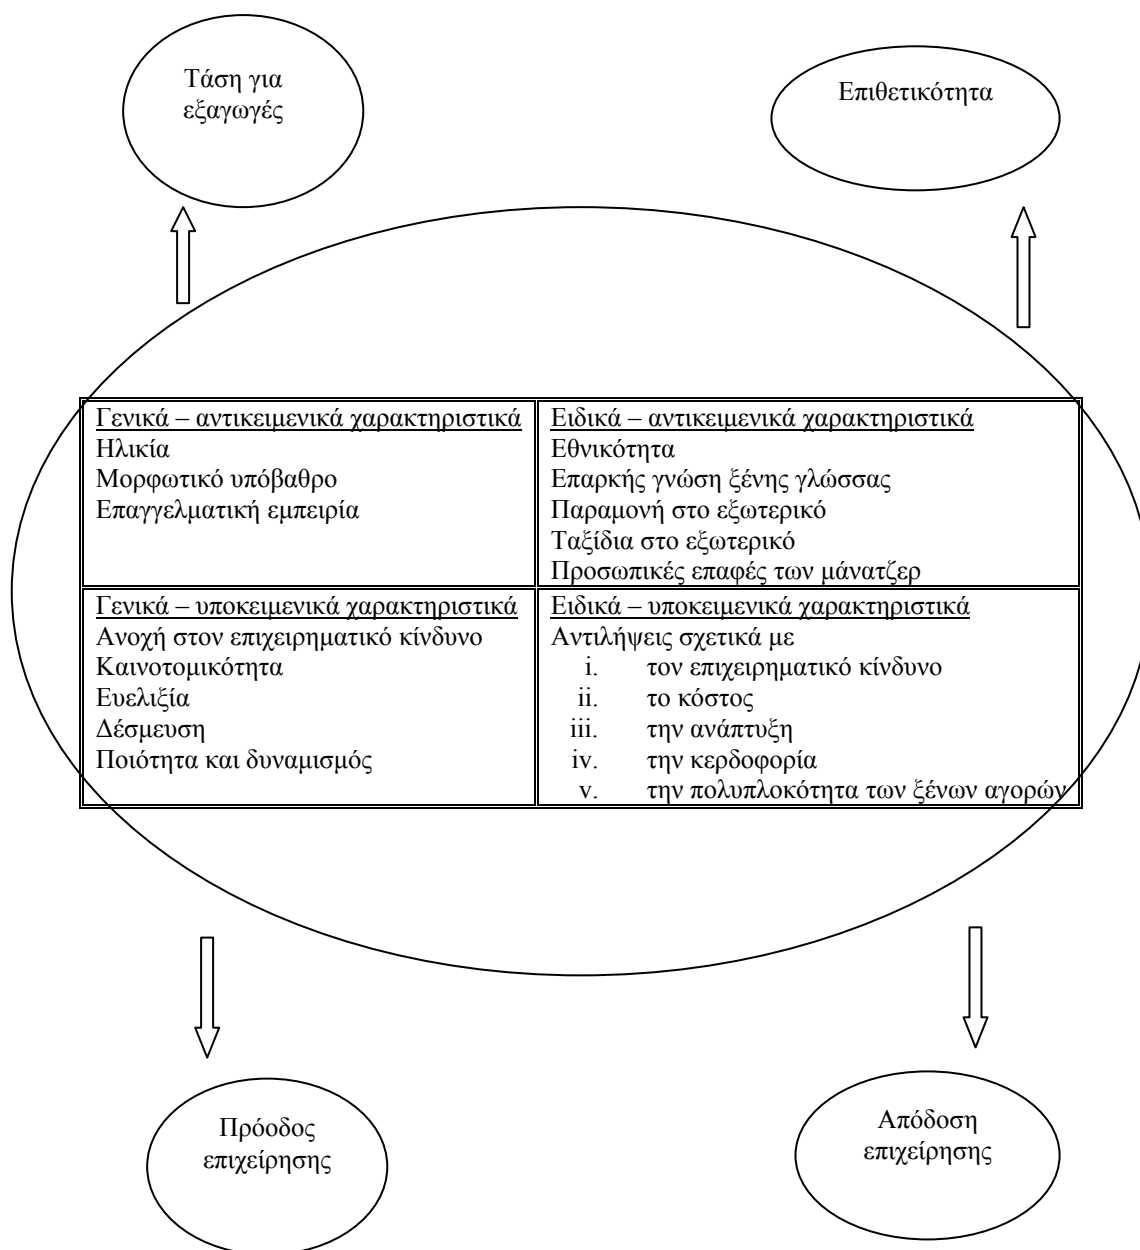 Τάση για
εξαγωγές
Επιθετικότητα
Γενικά – αντικειμενικά χαρακτηριστικά
Ηλικία
Μορφωτικό υπόβαθρο
Επαγγελματική εμπειρία
Ειδικά – αντικειμενικά χαρακτηριστικά
Εθνικότητα
Επαρκής γνώση ξένης γλώσσας
Παραμονή στο εξωτερικό
Ταξίδια στο εξωτερικό
Προσωπικές επαφές των μάνατζερ
Γενικά – υποκειμενικά χαρακτηριστικά
Ανοχή στον επιχειρηματικό κίνδυνο
Καινοτομικότητα
Ευελιξία
Δέσμευση
Ποιότητα και δυναμισμός
Ειδικά – υποκειμενικά χαρακτηριστικά
Αντιλήψεις σχετικά με
i. τον επιχειρηματικό κίνδυνο
ii. το κόστος
iii. την ανάπτυξη
iv. την κερδοφορία
v. την πολυπλοκότητα των ξένων αγορών
Πρόοδος
επιχείρησης
Απόδοση
επιχείρησης